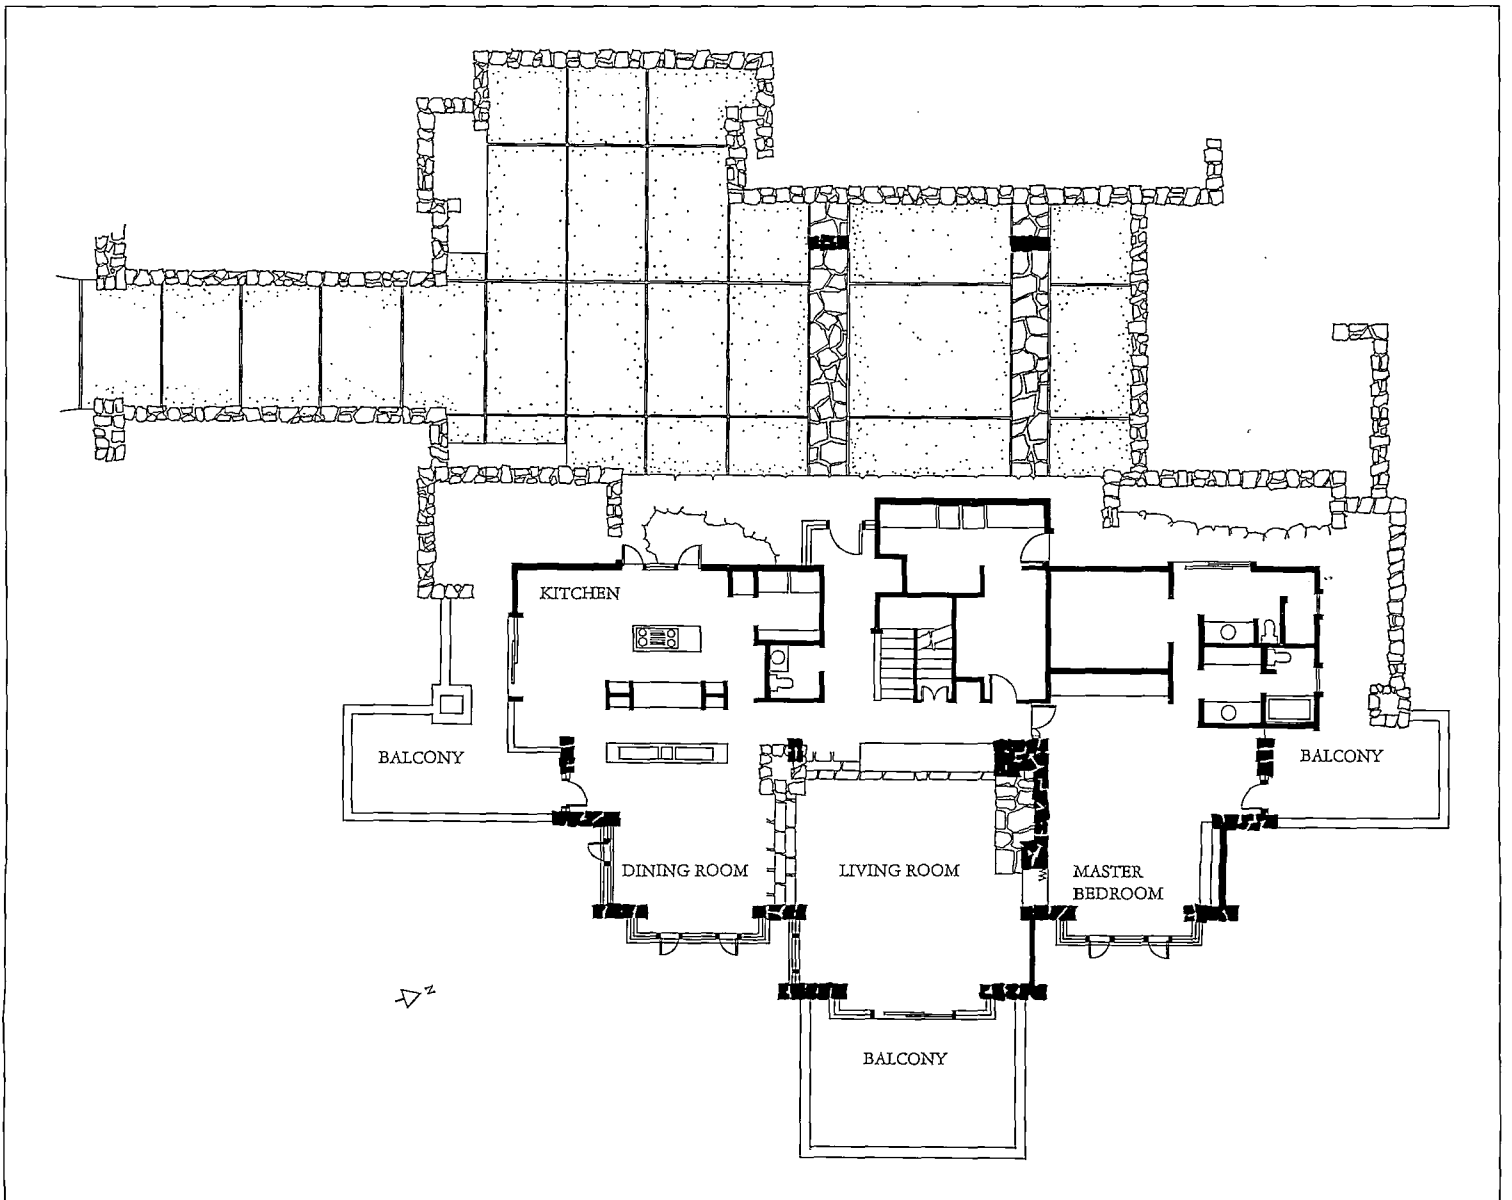 KITCHEN
BALCONY
BALCONY
DINING ROOM
LIVING ROOM
MASTER
BEDROOM
N
BALCONY